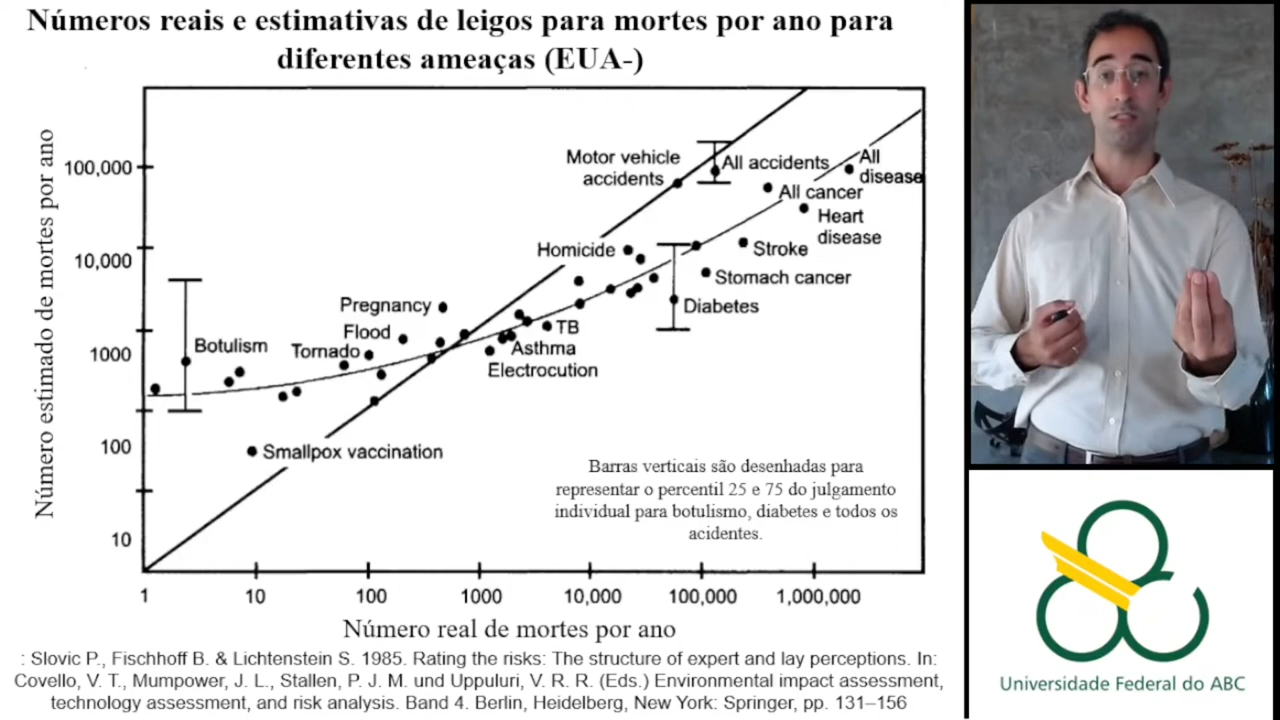 Números reais e estimativas de leigos para mortes por ano para
diferentes ameaças (EUA-)
Número estimado de mortes por ano
100,000
10,000
1000
100
10
Motor vehicle
accidents
All accidents
All
disease
All cancer
Heart
disease
Homicide
Stroke
Stomach cancer
Diabetes
Pregnancy
Flood
TB
Botulism
Tornado
Asthma
Electrocution
Smallpox vaccination
Barras verticais são desenhadas para
representar o percentil 25 e 75 do julgamento
individual para botulismo, diabetes e todos os
acidentes.
1
10
100
1000
10,000
100,000
1,000,000
Número real de mortes por ano
: Slovic P., Fischhoff B. & Lichtenstein S. 1985. Rating the risks: The structure of expert and lay perceptions. In:
Covello, V. T., Mumpower, J. L., Stallen, P. J. M. und Uppuluri, V. R. R. (Eds.) Environmental impact assessment,
technology assessment, and risk analysis. Band 4. Berlin, Heidelberg, New York: Springer, pp. 131–156
Universidade Federal do ABC